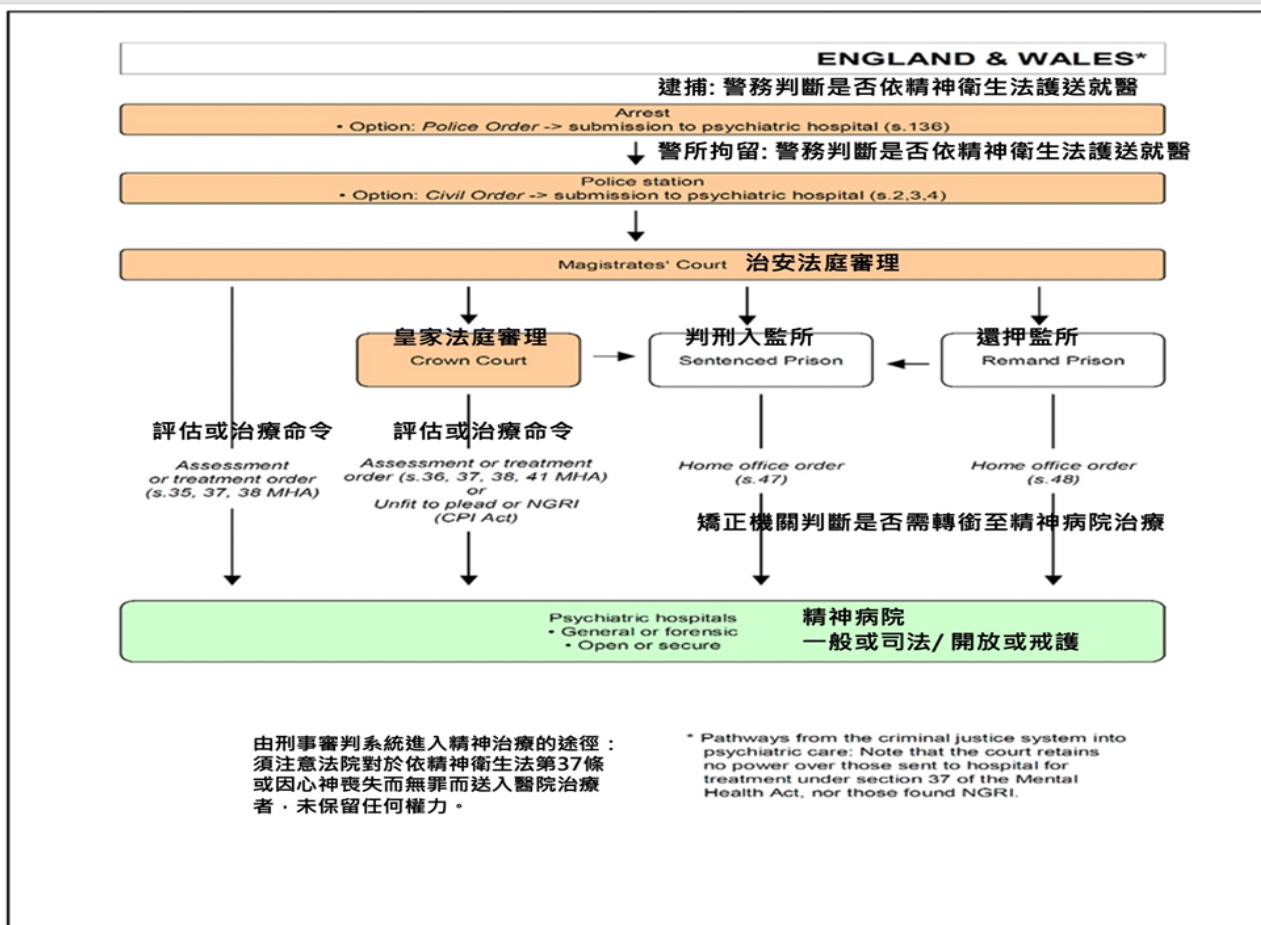 ENGLAND & WALES*
逮捕: 警務判斷是否依精神衛生法護送就醫
Arrest
• Option: Police Order -> submission to psychiatric hospital (s.136)
警所拘留: 警務判斷是否依精神衛生法護送就醫
Police station
• Option: Civil Order -> submission to psychiatric hospital (s.2,3,4)
Magistrates' Court 治安法庭審理
皇家法庭審理
Crown Court
判刑入監所
Sentenced Prison
還押監所
Remand Prison
評估或治療命令
Assessment
or treatment order
(s.35, 37, 38 MHA)
評估或治療命令
Assessment or treatment
order (s.36, 37, 38, 41 MHA)
or
Unfit to plead or NGRI
(CPI Act)
Home office order
(s.47)
Home office order
(s.48)
矯正機關判斷是否需轉銜至精神病院治療
Psychiatric hospitals
• General or forensic
• Open or secure
精神病院
一般或司法/ 開放或戒護
由刑事審判系統進入精神治療的途徑：
須注意法院對於依精神衛生法第37條
或因心神喪失而無罪而送入醫院治療
者，未保留任何權力。
* Pathways from the criminal justice system into
psychiatric care: Note that the court retains
no power over those sent to hospital for
treatment under section 37 of the Mental
Health Act, nor those found NGRI.